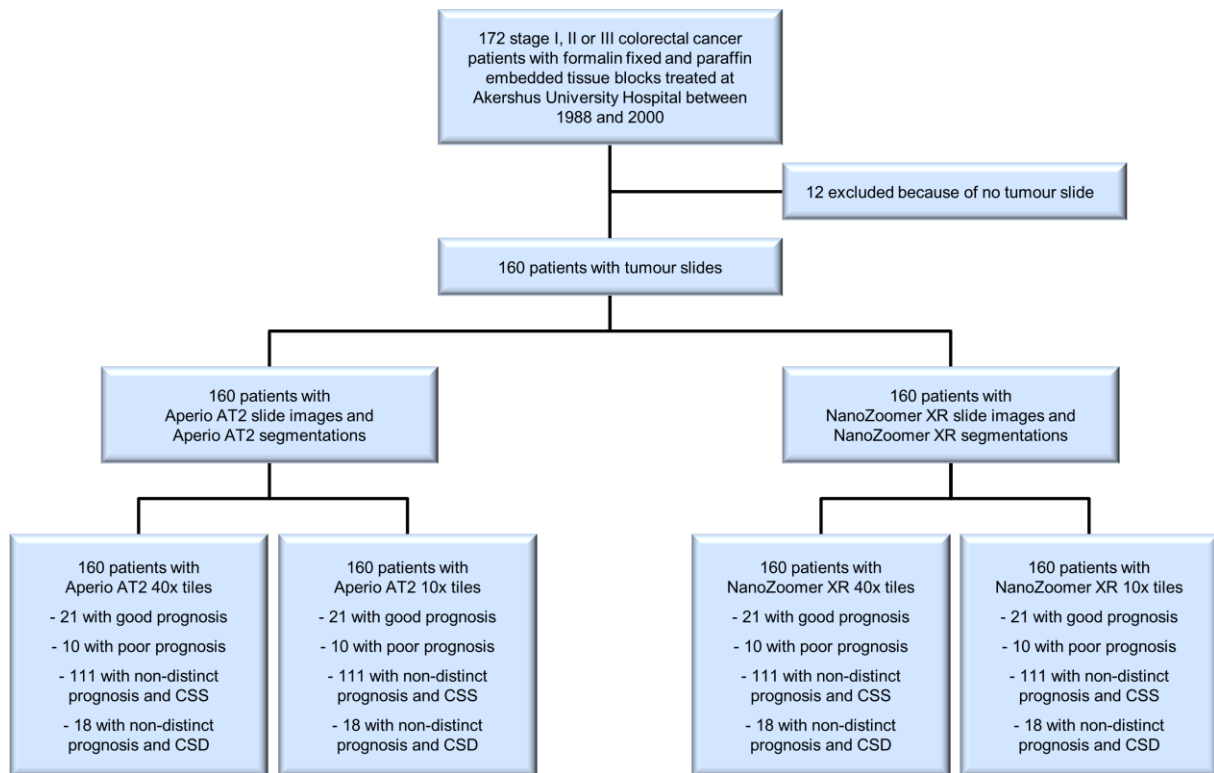 172 stage I, II or III colorectal cancer
patients with formalin fixed and paraffin
embedded tissue blocks treated at
Akershus University Hospital between
1988 and 2000
12 excluded because of no tumour slide
160 patients with tumour slides
160 patients with
Aperio AT2 slide images and
Aperio AT2 segmentations
160 patients with
NanoZoomer XR slide images and
NanoZoomer XR segmentations
160 patients with
Aperio AT2 40x tiles
- 21 with good prognosis
- 10 with poor prognosis
- 111 with non-distinct
prognosis and CSS
- 18 with non-distinct
prognosis and CSD
160 patients with
Aperio AT2 10x tiles
- 21 with good prognosis
- 10 with poor prognosis
- 111 with non-distinct
prognosis and CSS
- 18 with non-distinct
prognosis and CSD
160 patients with
NanoZoomer XR 40x tiles
- 21 with good prognosis
- 10 with poor prognosis
- 111 with non-distinct
prognosis and CSS
- 18 with non-distinct
prognosis and CSD
160 patients with
NanoZoomer XR 10x tiles
- 21 with good prognosis
- 10 with poor prognosis
- 111 with non-distinct
prognosis and CSS
- 18 with non-distinct
prognosis and CSD